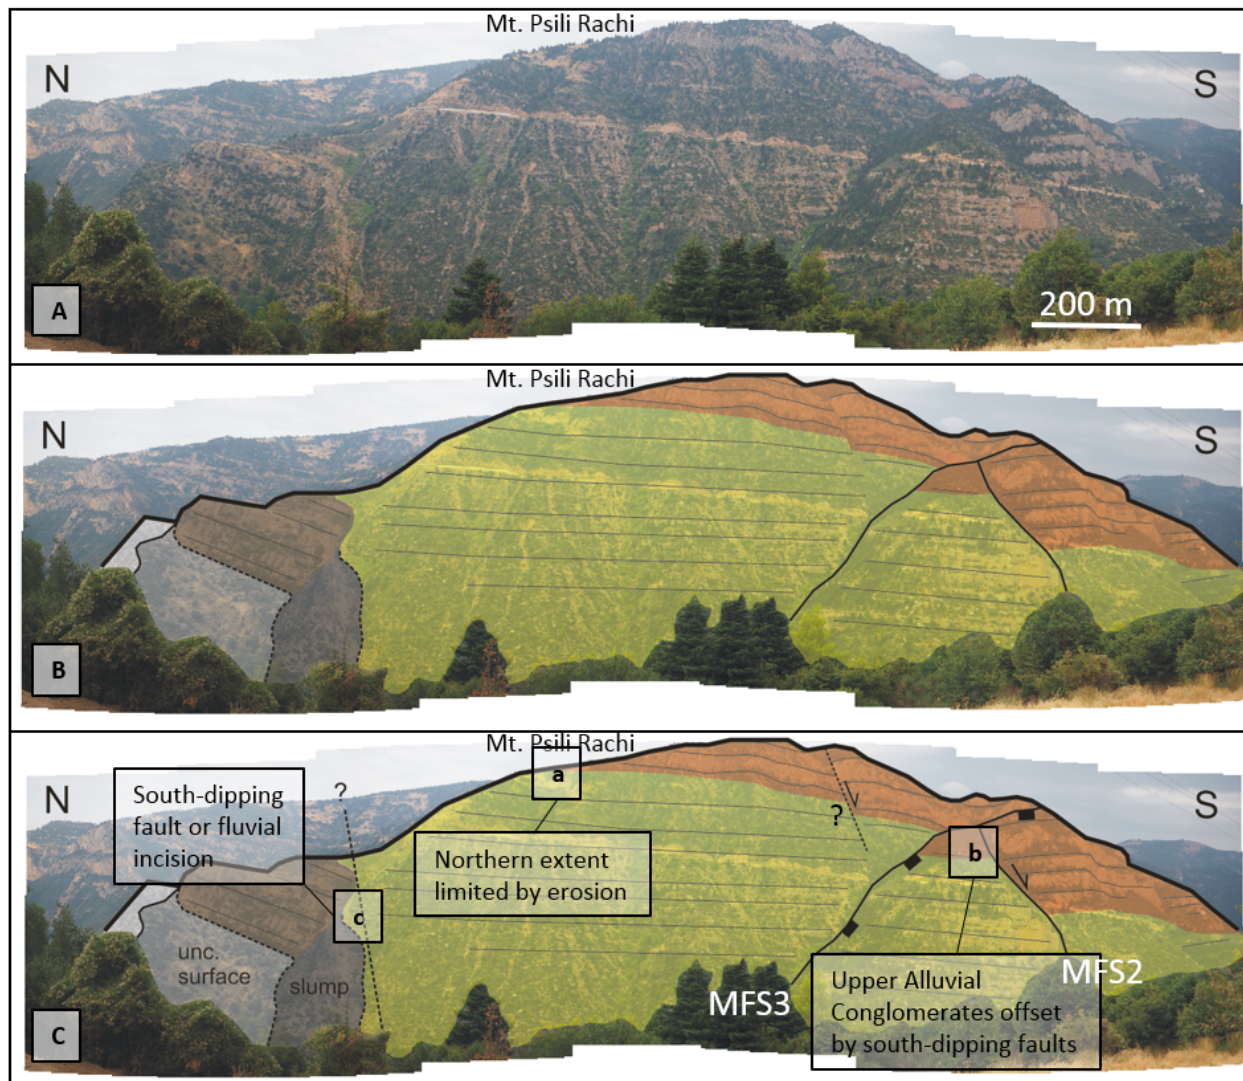 Mt. Psili Rachi
N
S
A
200 m
Mt. Psili Rachi
N
S
B
Mt. Psili Rachi
N
S
South-dipping
fault or fluvial
incision
?
a
Northern extent
limited by erosion
?
b
c
unc.
surface
slump
MFS3
MFS2
Upper Alluvial
Conglomerates offset
by south-dipping faults
C